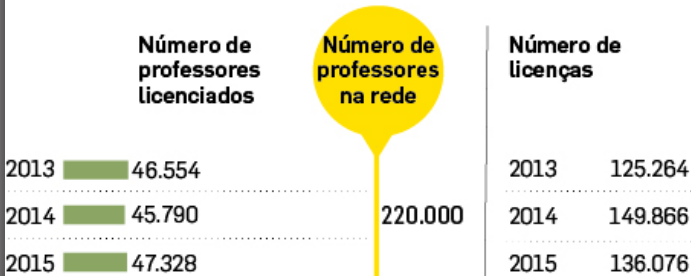 Número de
professores
licenciados
2013 46.554
2014 45.790
2015 47.328
Número de
professores
na rede
220.000
Número de
licenças
2013 125.264
2014 149.866
2015 136.076